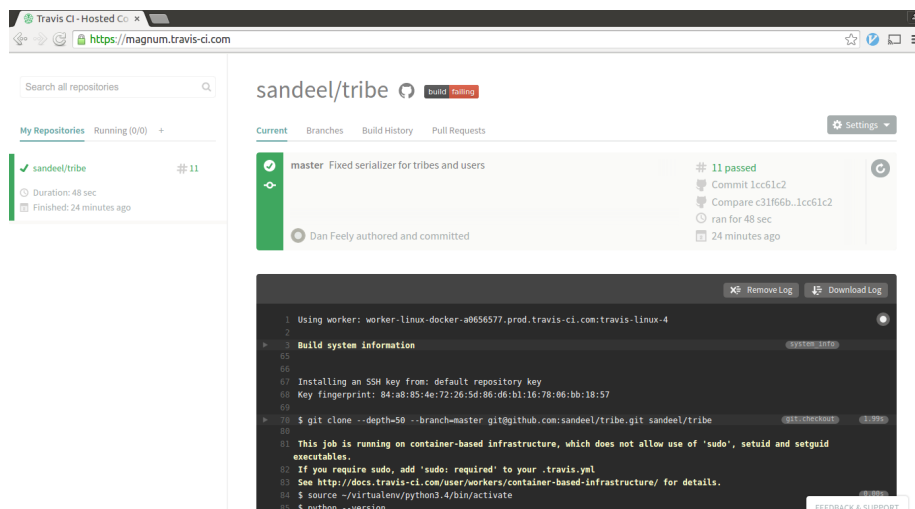 Travis CI - Hosted Co
https://magnum.travis-ci.com
Search all repositories
My Repositories Running (0/0) +
sandeel/tribe # 11
Duration: 48 sec
Finished: 24 minutes ago
sandeel/tribe build failing
Current Branches Build History Pull Requests
Settings
master Fixed serializer for tribes and users
# 11 passed
Commit 1cc61c2
Compare c31f66b..1cc61c2
ran for 48 sec
Dan Feely authored and committed
24 minutes ago
Remove Log Download Log
1 Using worker: worker-linux-docker-a0656577.prod.travis-ci.com:travis-linux-4
2
3 Build system information system_info
65
66
67 Installing an SSH key from: default repository key
68 Key fingerprint: 84:a8:85:4e:72:26:5d:86:d6:b1:16:78:06:bb:18:57
69
70 $ git clone --depth=50 --branch=master git@github.com:sandeel/tribe.git sandeel/tribe git.checkout 1.99s
80
81 This job is running on container-based infrastructure, which does not allow use of 'sudo', setuid and setguid
executables.
82 If you require sudo, add 'sudo: required' to your .travis.yml
83 See http://docs.travis-ci.com/user/workers/container-based-infrastructure/ for details.
84 $ source ~/virtualenv/python3.4/bin/activate 0.00s
85 $ python --version
FEEDBACK & SUPPORT